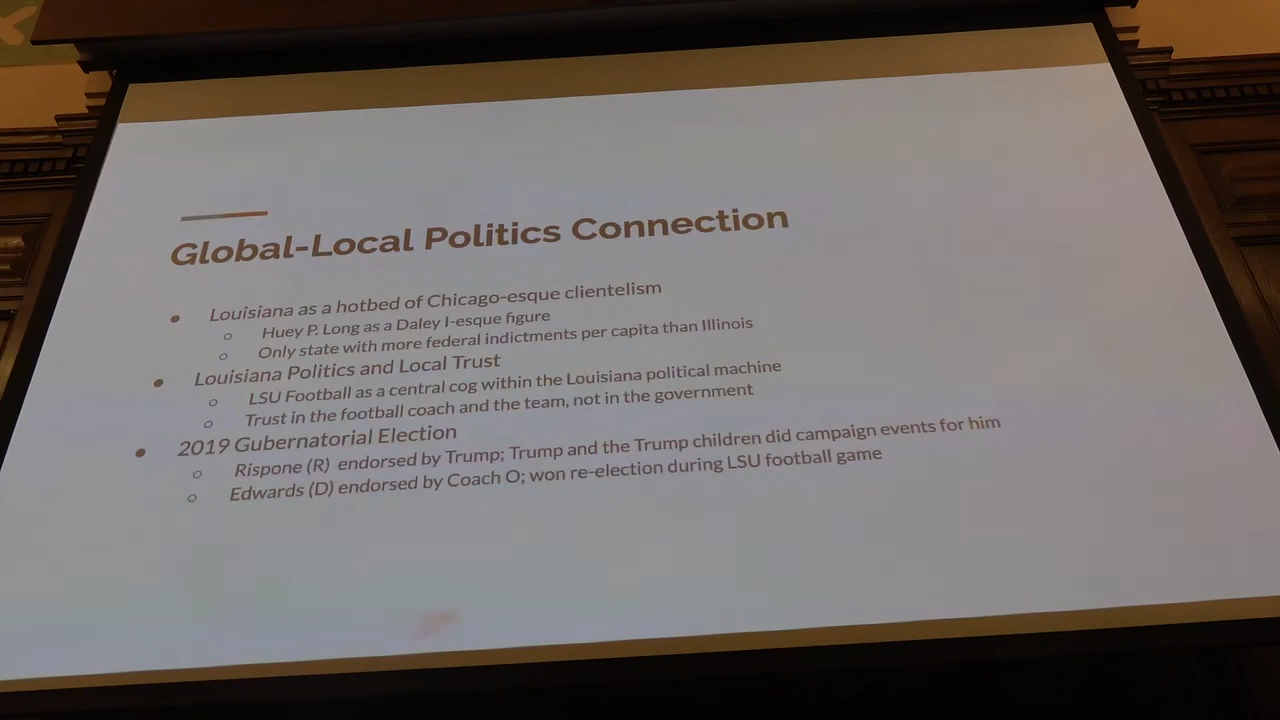 Global-Local Politics Connection
● Louisiana as a hotbed of Chicago-esque clientelism
○ Huey P. Long as a Daley I-esque figure
○ Only state with more federal indictments per capita than Illinois
● Louisiana Politics and Local Trust
○ LSU Football as a central cog within the Louisiana political machine
○ Trust in the football coach and the team, not in the government
● 2019 Gubernatorial Election
○ Rispone (R) endorsed by Trump; Trump and the Trump children did campaign events for him
○ Edwards (D) endorsed by Coach O; won re-election during LSU football game